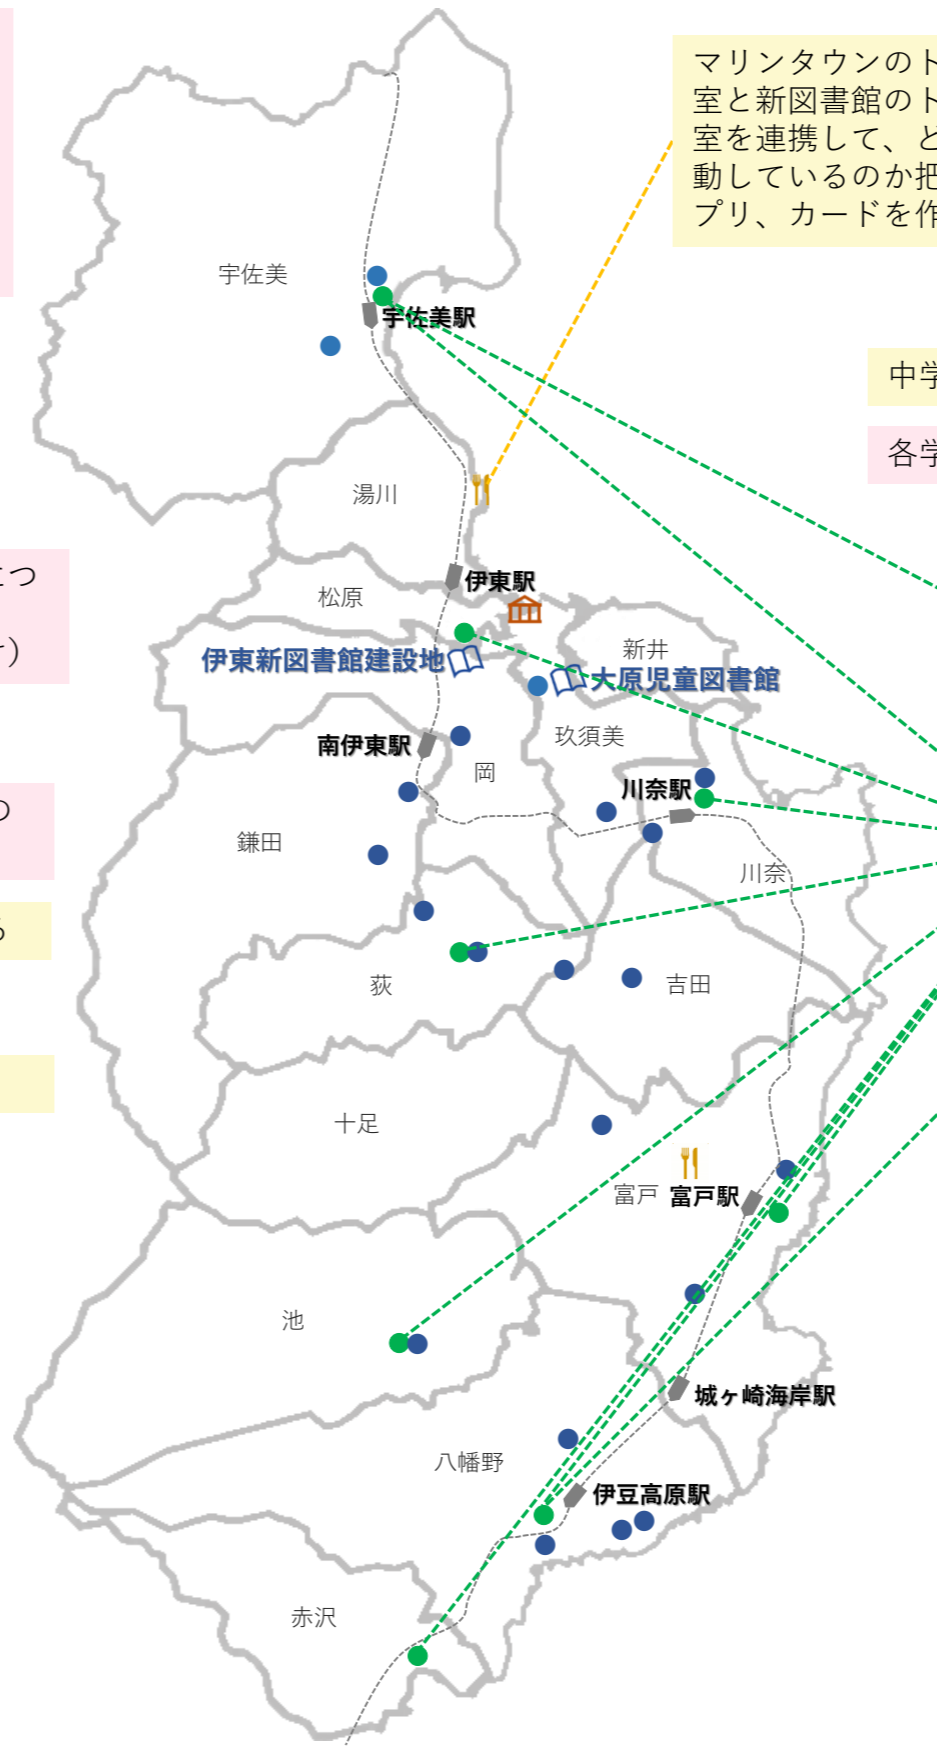 マリンタウンのト
室と新図書館のト
室を連携して、と
動しているのか把
プリ、カードを作
宇佐美
宇佐美駅
中学
各学
湯川
つ
伊東駅
松原
新井
伊東新図書館建設地
大原児童図書館
南伊東駅
玖須美
岡
川奈駅
の
鎌田
川奈
る
荻
吉田
十足
富戸
富戸駅
池
城ヶ崎海岸駅
八幡野
伊豆高原駅
赤沢